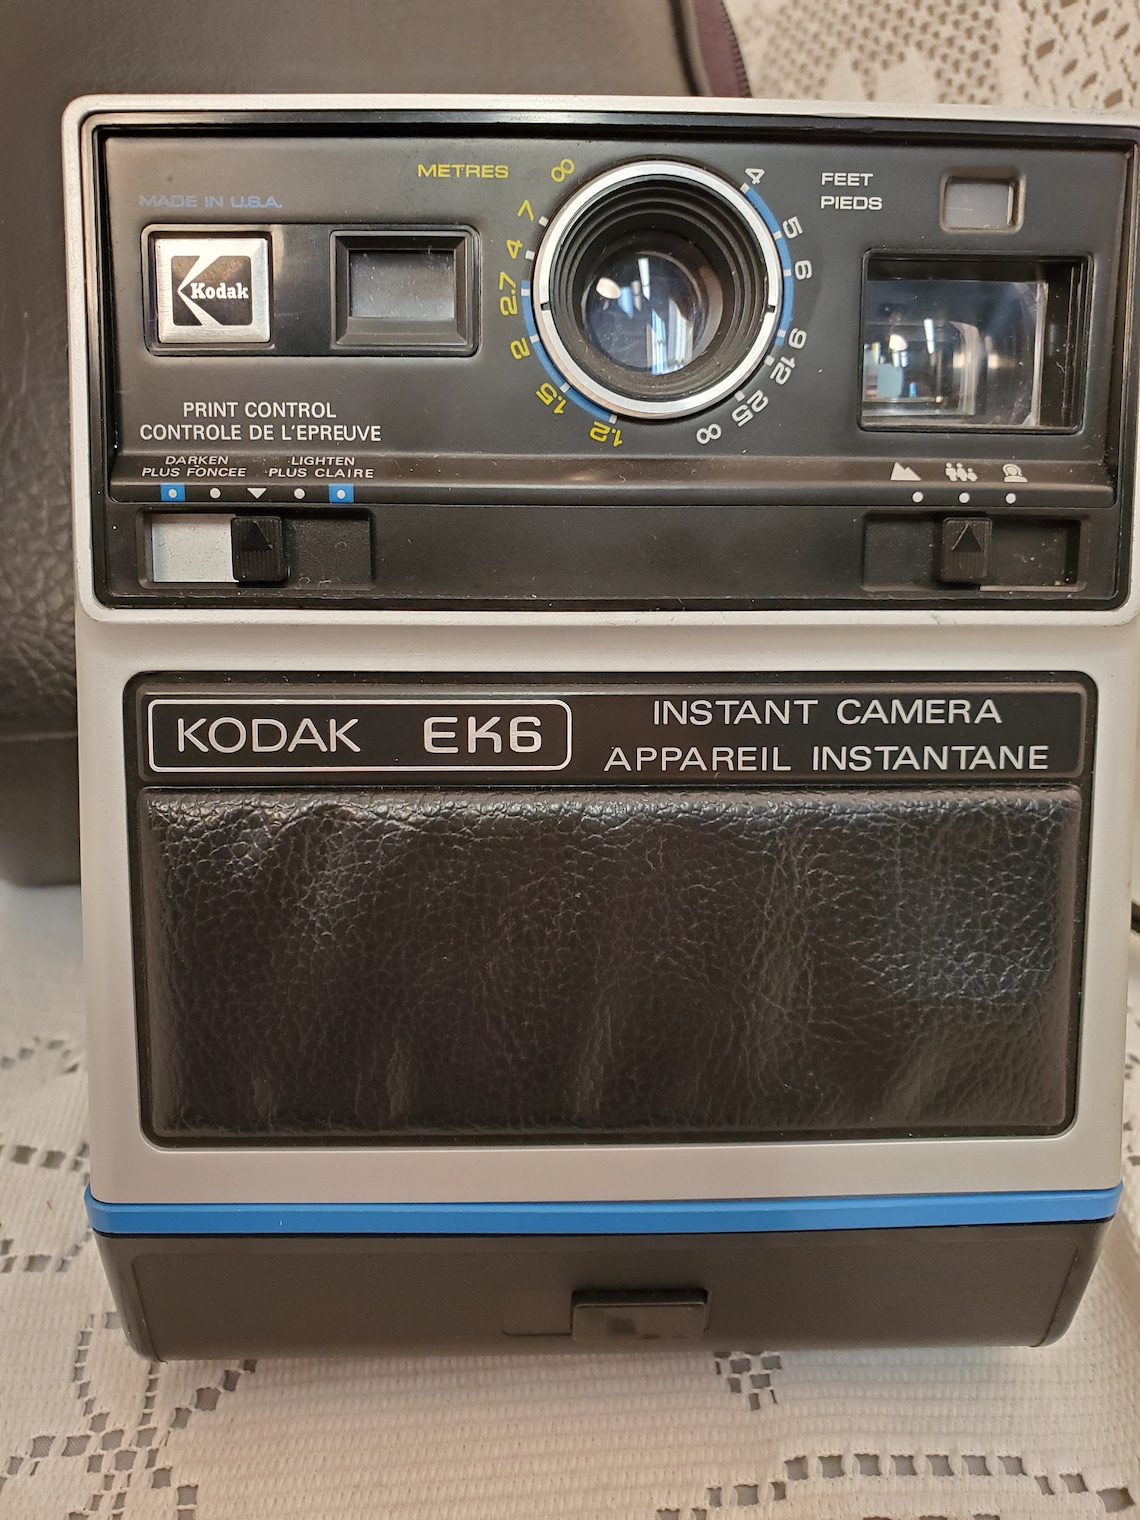 METRES
MADE IN U.S.A.
Kodak
∞
7
4
2.7
2
1.5
1.2
4
5
6
9
12
25
∞
FEET
PIEDS
PRINT CONTROL
CONTROLE DE L'EPREUVE
DARKEN LIGHTEN
PLUS FONCEE PLUS CLAIRE
KODAK EK6
INSTANT CAMERA
APPAREIL INSTANTANE